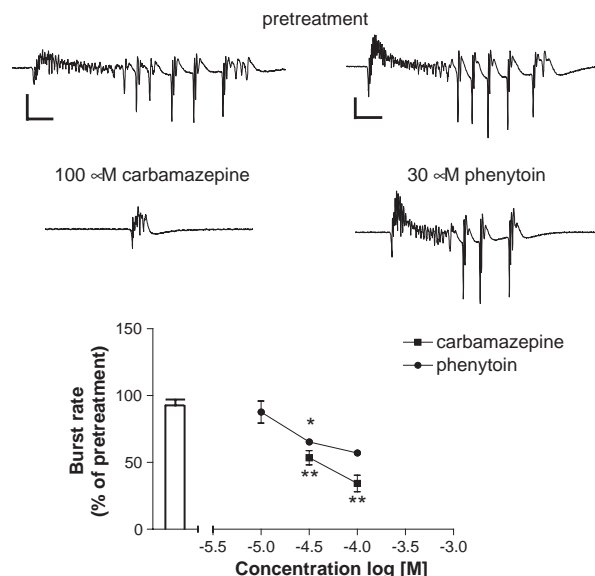 pretreatment
100 ∝M carbamazepine
30 ∝M phenytoin
carbamazepine
phenytoin
150
100
50
0
Burst rate
(% of pretreatment)
*
**
**
-5.5
-5.0
-4.5
-4.0
-3.5
-3.0
Concentration log [M]